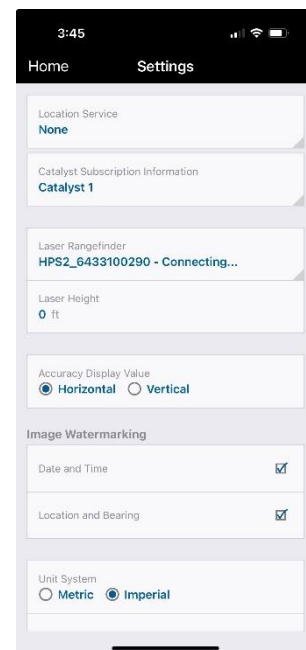 3:45
Home Settings
Location Service
None
Catalyst Subscription Information
Catalyst 1
Laser Rangefinder
HPS2_6433100290 - Connecting...
Laser Height
0 ft
Accuracy Display Value
Horizontal Vertical
Image Watermarking
Date and Time
Location and Bearing
Unit System
Metric Imperial